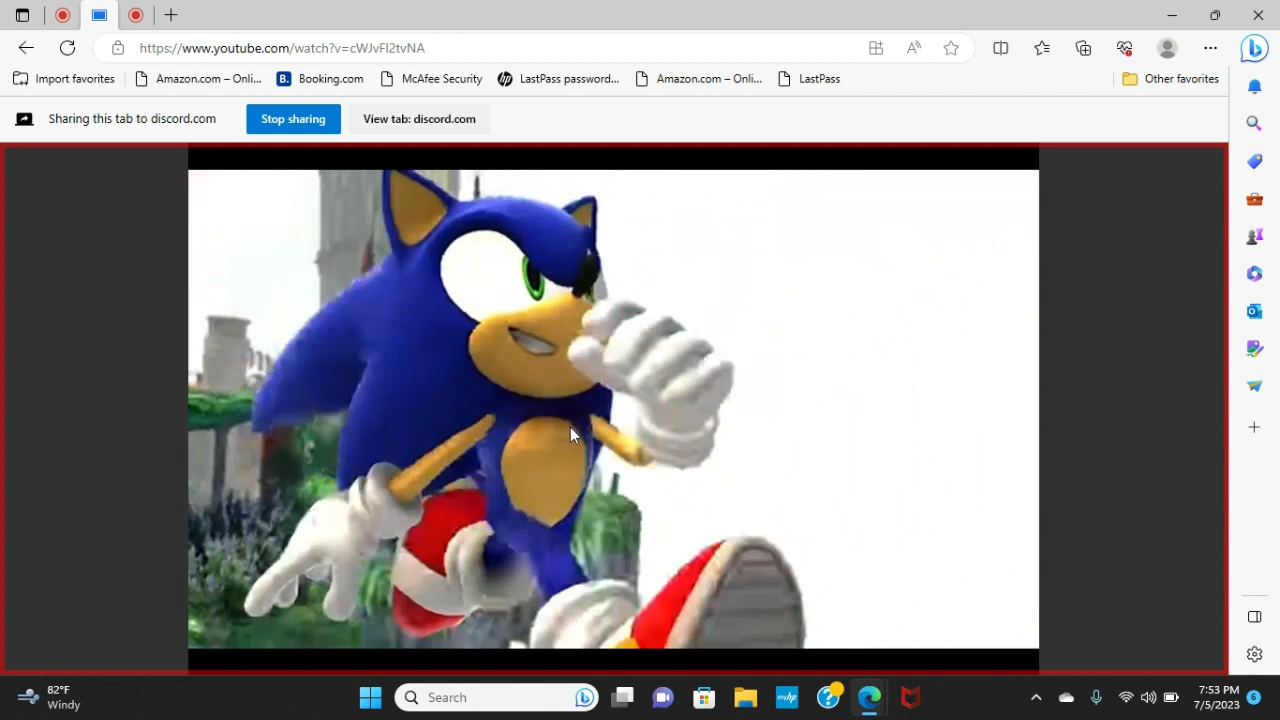 https://www.youtube.com/watch?v=cWJvFl2tvNA
Import favorites
Amazon.com – Onli...
Booking.com
McAfee Security
LastPass password...
Amazon.com – Onli...
LastPass
Other favorites
Sharing this tab to discord.com
Stop sharing
View tab: discord.com
82°F
Windy
Search
7:53 PM
7/5/2023
6